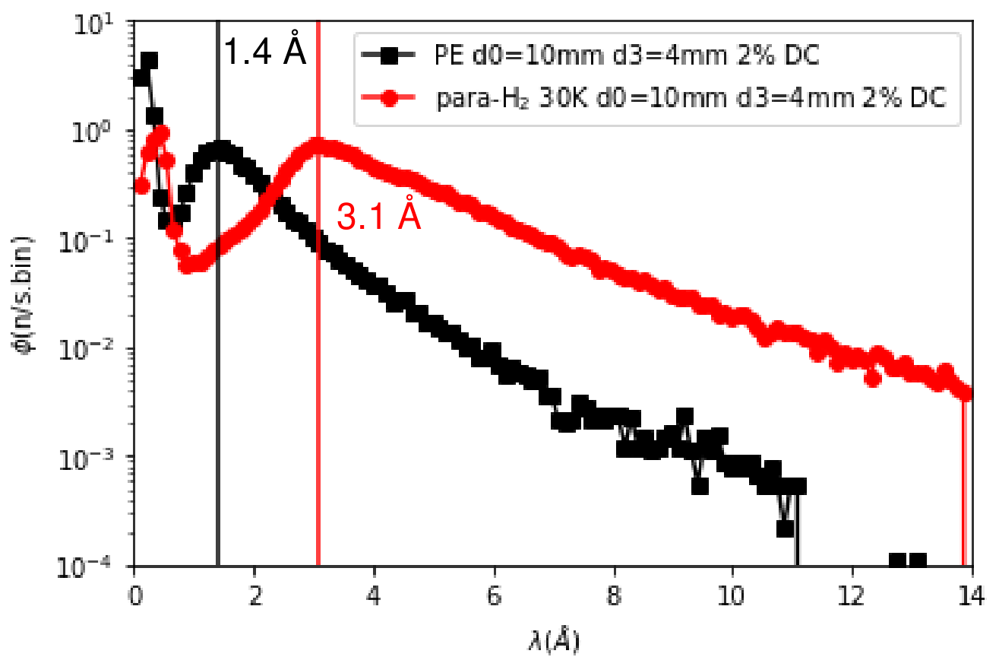 10¹
10⁰
10⁻¹
10⁻²
10⁻³
10⁻⁴
ϕ(n/s.bin)
1.4 Å
3.1 Å
PE d0=10mm d3=4mm 2% DC
para-H₂ 30K d0=10mm d3=4mm 2% DC
0 2 4 6 8 10 12 14
λ(Å)